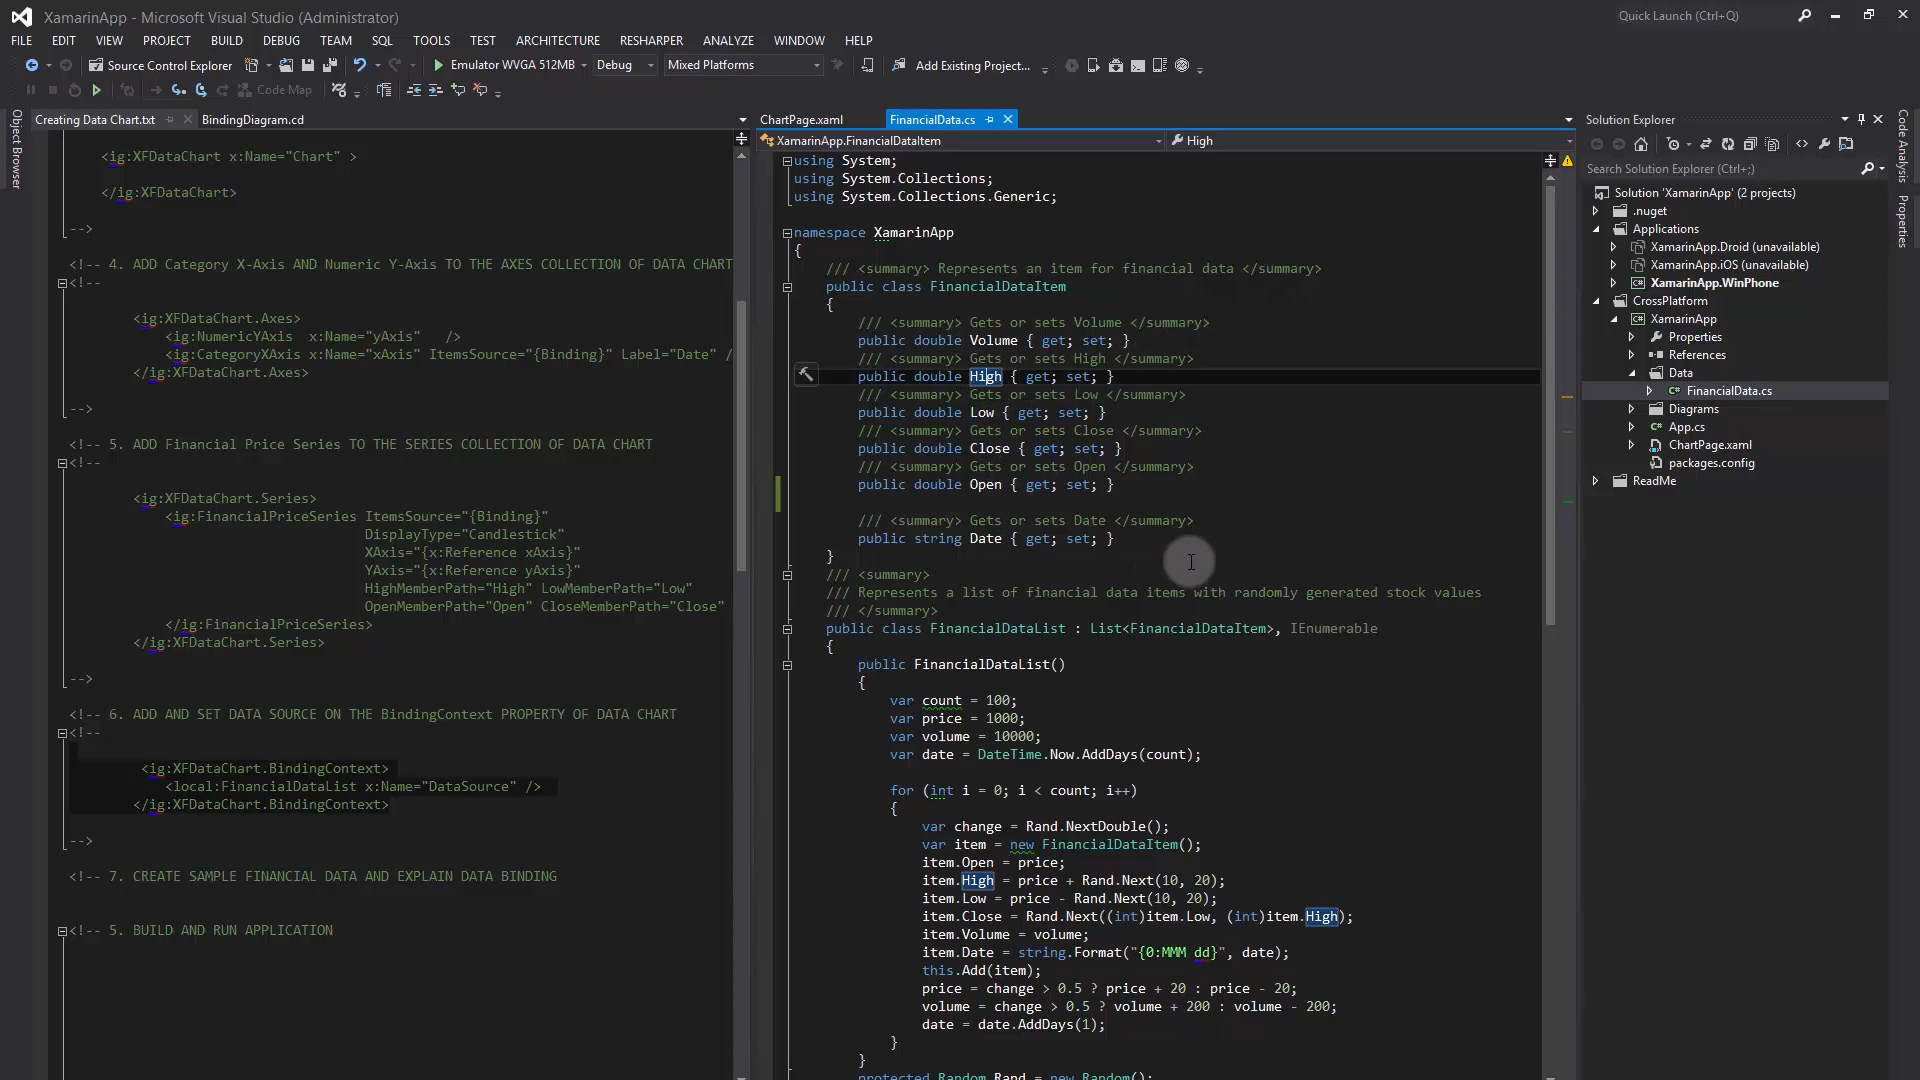 XamarinApp - Microsoft Visual Studio (Administrator)
Quick Launch (Ctrl+Q)
FILE EDIT VIEW PROJECT BUILD DEBUG TEAM SQL TOOLS TEST ARCHITECTURE RESHARPER ANALYZE WINDOW HELP
Source Control Explorer Emulator WVGA 512MB Debug Mixed Platforms Add Existing Project...
Code Map
Object Browser
Creating Data Chart.txt BindingDiagram.cd
<ig:XFDataChart x:Name="Chart" >
</ig:XFDataChart>
-->
<!-- 4. ADD Category X-Axis AND Numeric Y-Axis TO THE AXES COLLECTION OF DATA CHART
<!--
<ig:XFDataChart.Axes>
<ig:NumericYAxis x:Name="yAxis" />
<ig:CategoryXAxis x:Name="xAxis" ItemsSource="{Binding}" Label="Date" /
</ig:XFDataChart.Axes>
-->
<!-- 5. ADD Financial Price Series TO THE SERIES COLLECTION OF DATA CHART
<!--
<ig:XFDataChart.Series>
<ig:FinancialPriceSeries ItemsSource="{Binding}"
DisplayType="Candlestick"
XAxis="{x:Reference xAxis}"
YAxis="{x:Reference yAxis}"
HighMemberPath="High" LowMemberPath="Low"
OpenMemberPath="Open" CloseMemberPath="Close"
</ig:FinancialPriceSeries>
</ig:XFDataChart.Series>
-->
<!-- 6. ADD AND SET DATA SOURCE ON THE BindingContext PROPERTY OF DATA CHART
<!--
<ig:XFDataChart.BindingContext>
<local:FinancialDataList x:Name="DataSource" />
</ig:XFDataChart.BindingContext>
-->
<!-- 7. CREATE SAMPLE FINANCIAL DATA AND EXPLAIN DATA BINDING
<!-- 5. BUILD AND RUN APPLICATION
ChartPage.xaml FinancialData.cs
XamarinApp.FinancialDataItem High
using System;
using System.Collections;
using System.Collections.Generic;
namespace XamarinApp
{
/// <summary> Represents an item for financial data </summary>
public class FinancialDataItem
{
/// <summary> Gets or sets Volume </summary>
public double Volume { get; set; }
/// <summary> Gets or sets High </summary>
public double High { get; set; }
/// <summary> Gets or sets Low </summary>
public double Low { get; set; }
/// <summary> Gets or sets Close </summary>
public double Close { get; set; }
/// <summary> Gets or sets Open </summary>
public double Open { get; set; }
/// <summary> Gets or sets Date </summary>
public string Date { get; set; }
}
/// <summary>
/// Represents a list of financial data items with randomly generated stock values
/// </summary>
public class FinancialDataList : List<FinancialDataItem>, IEnumerable
{
public FinancialDataList()
{
var count = 100;
var price = 1000;
var volume = 10000;
var date = DateTime.Now.AddDays(count);
for (int i = 0; i < count; i++)
{
var change = Rand.NextDouble();
var item = new FinancialDataItem();
item.Open = price;
item.High = price + Rand.Next(10, 20);
item.Low = price - Rand.Next(10, 20);
item.Close = Rand.Next((int)item.Low, (int)item.High);
item.Volume = volume;
item.Date = string.Format("{0:MMM dd}", date);
this.Add(item);
price = change > 0.5 ? price + 20 : price - 20;
volume = change > 0.5 ? volume + 200 : volume - 200;
date = date.AddDays(1);
}
}
protected Random Rand = new Random();
Solution Explorer
Search Solution Explorer (Ctrl+;)
Solution 'XamarinApp' (2 projects)
.nuget
Applications
XamarinApp.Droid (unavailable)
XamarinApp.iOS (unavailable)
XamarinApp.WinPhone
CrossPlatform
XamarinApp
Properties
References
Data
FinancialData.cs
Diagrams
App.cs
ChartPage.xaml
packages.config
ReadMe
Code Analysis
Properties